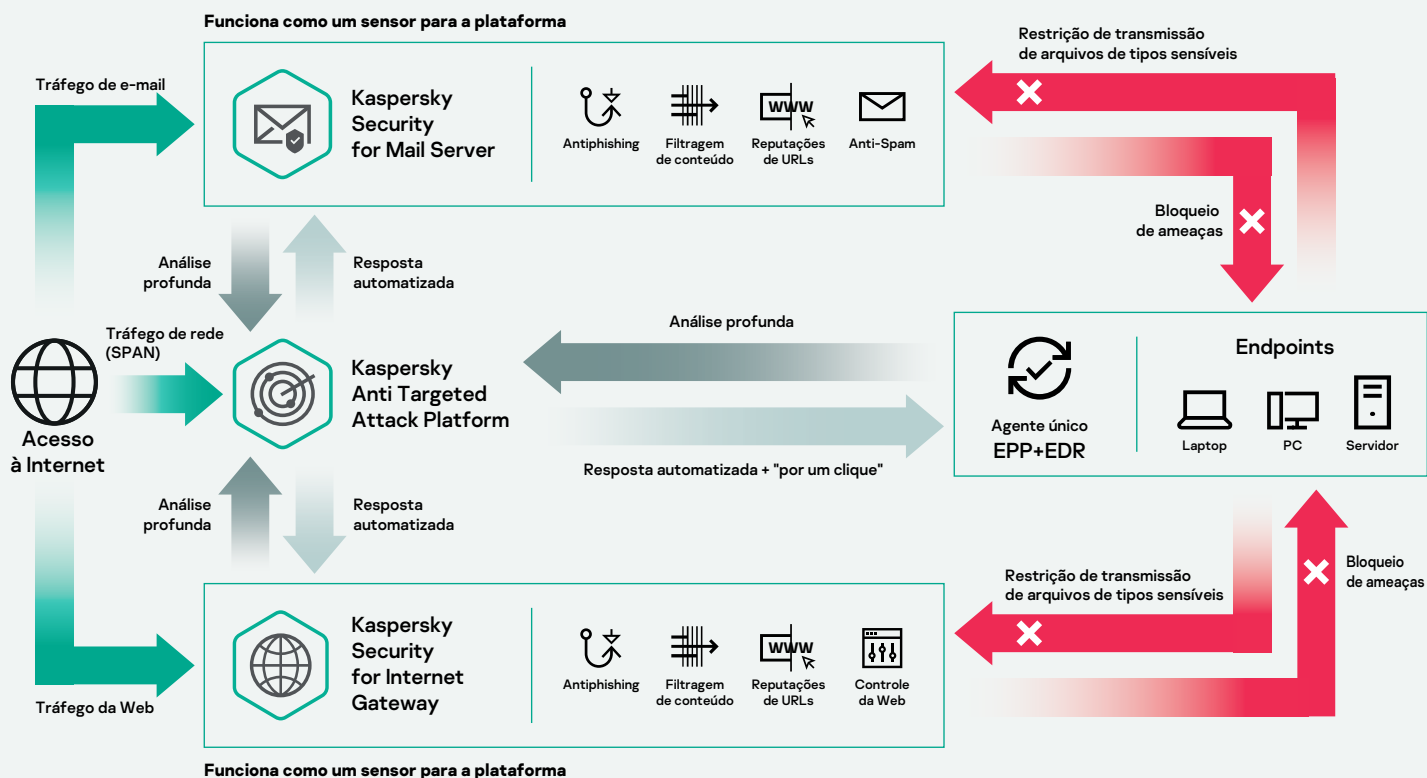 Funciona como um sensor para a plataforma
Tráfego de e-mail
Kaspersky
Security
for Mail Server
Antiphishing
Filtragem
de conteúdo
www
Reputações
de URLs
Anti-Spam
Restrição de transmissão
de arquivos de tipos sensíveis
Bloqueio
de ameaças
Análise
profunda
Resposta
automatizada
Acesso
à Internet
Tráfego de rede
(SPAN)
Kaspersky
Anti Targeted
Attack Platform
Análise profunda
Resposta automatizada + "por um clique"
Agente único
EPP+EDR
Endpoints
Laptop
PC
Servidor
Análise
profunda
Resposta
automatizada
Restrição de transmissão
de arquivos de tipos sensíveis
Bloqueio
de ameaças
Tráfego da Web
Kaspersky
Security
for Internet
Gateway
Antiphishing
Filtragem
de conteúdo
www
Reputações
de URLs
Controle
da Web
Funciona como um sensor para a plataforma